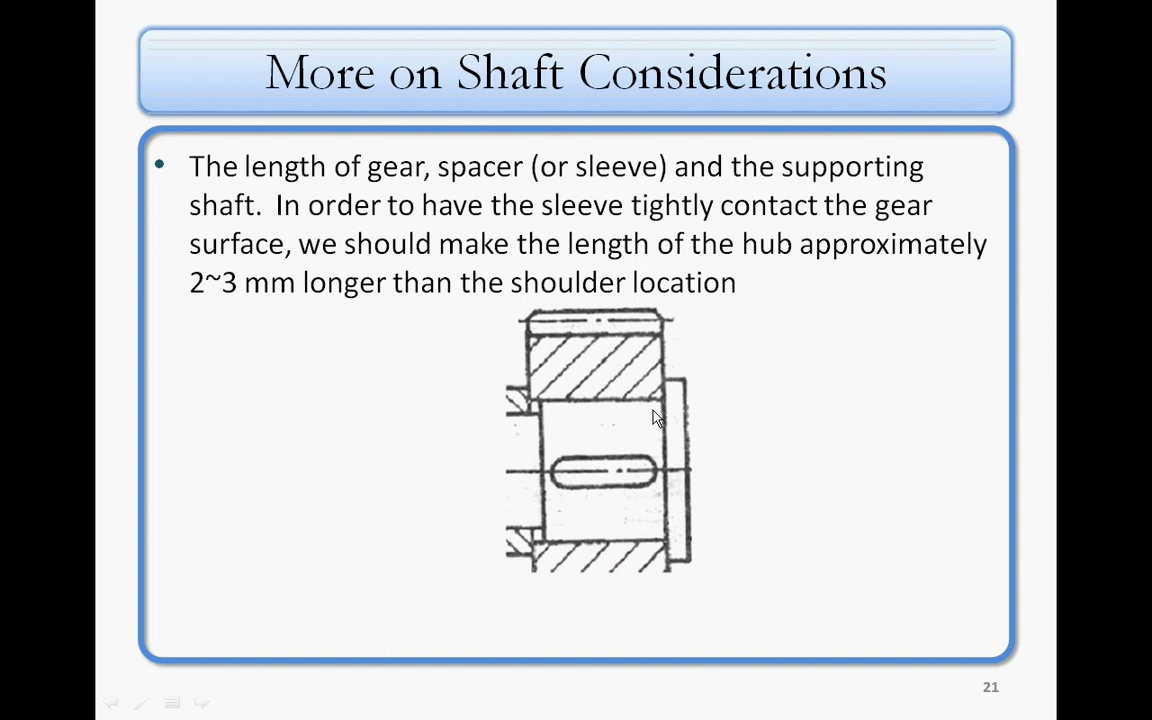 More on Shaft Considerations
• The length of gear, spacer (or sleeve) and the supporting
shaft.  In order to have the sleeve tightly contact the gear
surface, we should make the length of the hub approximately
2~3 mm longer than the shoulder location
21